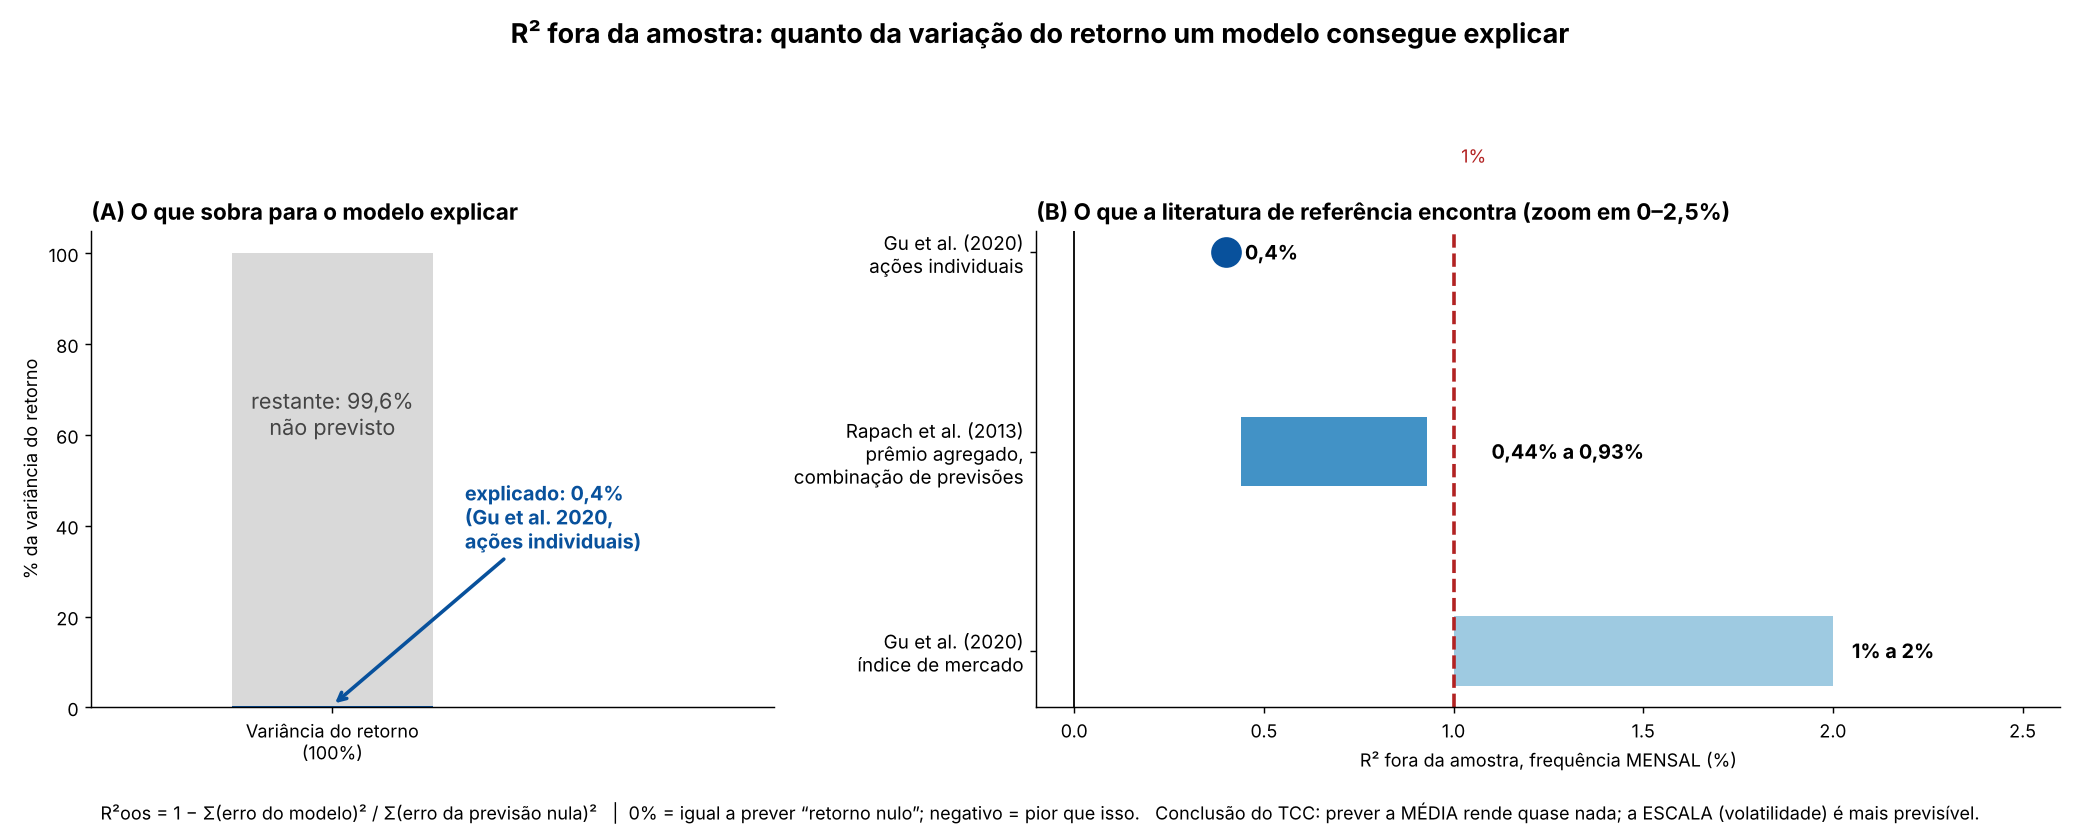 R² fora da amostra: quanto da variação do retorno um modelo consegue explicar
(A) O que sobra para o modelo explicar
% da variância do retorno
100
80
60
40
20
0
restante: 99,6%
não previsto
explicado: 0,4%
(Gu et al. 2020,
ações individuais)
Variância do retorno
(100%)
1%
(B) O que a literatura de referência encontra (zoom em 0–2,5%)
Gu et al. (2020)
ações individuais
0,4%
Rapach et al. (2013)
prêmio agregado,
combinação de previsões
0,44% a 0,93%
Gu et al. (2020)
índice de mercado
1% a 2%
0.0
0.5
1.0
1.5
2.0
2.5
R² fora da amostra, frequência MENSAL (%)
R²oos = 1 − Σ(erro do modelo)² / Σ(erro da previsão nula)² | 0% = igual a prever “retorno nulo”; negativo = pior que isso. Conclusão do TCC: prever a MÉDIA rende quase nada; a ESCALA (volatilidade) é mais previsível.